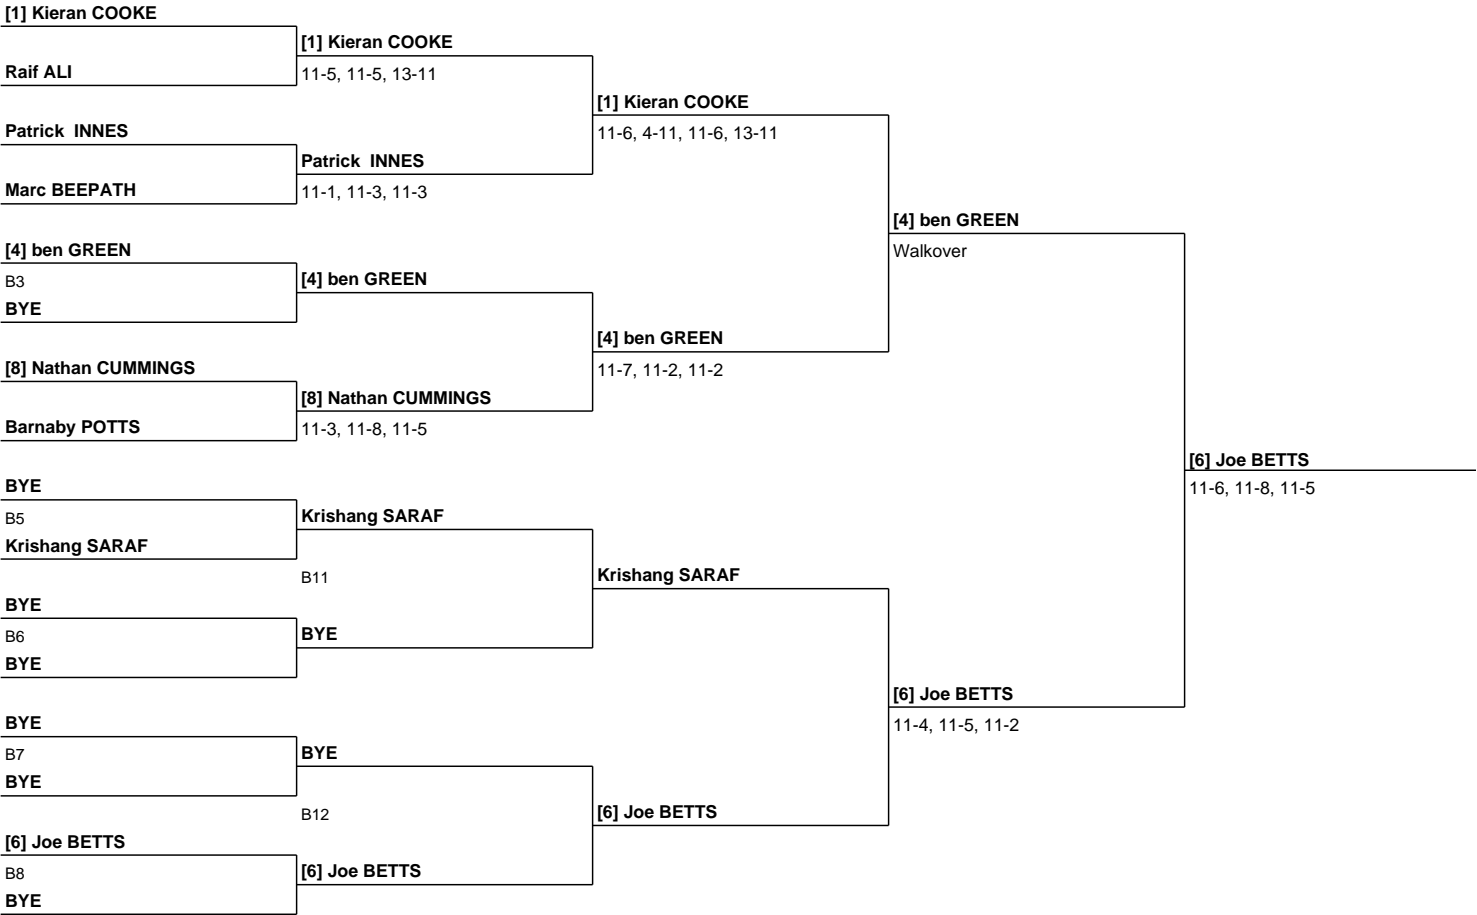 [1] Kieran COOKE
[1] Kieran COOKE
Raif ALI
11-5, 11-5, 13-11
[1] Kieran COOKE
Patrick  INNES
11-6, 4-11, 11-6, 13-11
Patrick  INNES
Marc BEEPATH
11-1, 11-3, 11-3
[4] ben GREEN
[4] ben GREEN
Walkover
B3
[4] ben GREEN
BYE
[4] ben GREEN
[8] Nathan CUMMINGS
11-7, 11-2, 11-2
[8] Nathan CUMMINGS
Barnaby POTTS
11-3, 11-8, 11-5
[6] Joe BETTS
BYE
11-6, 11-8, 11-5
B5
Krishang SARAF
Krishang SARAF
B11
Krishang SARAF
BYE
B6
BYE
BYE
[6] Joe BETTS
BYE
11-4, 11-5, 11-2
B7
BYE
BYE
B12
[6] Joe BETTS
[6] Joe BETTS
B8
[6] Joe BETTS
BYE